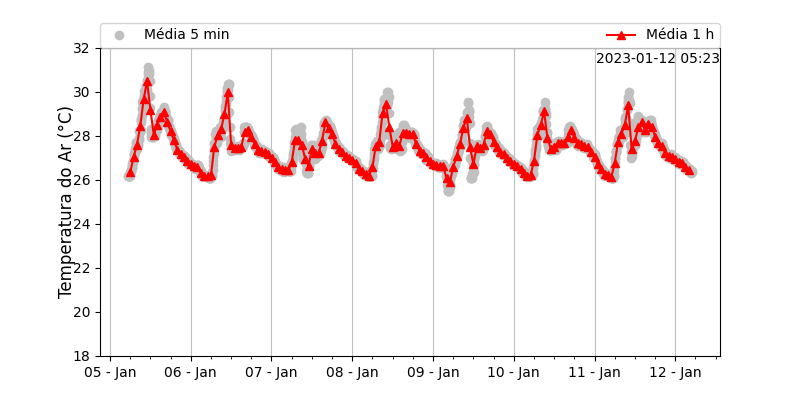 Média 5 min
Média 1 h
2023-01-12 05:23
Temperatura do Ar (°C)
32
30
28
26
24
22
20
18
05 - Jan
06 - Jan
07 - Jan
08 - Jan
09 - Jan
10 - Jan
11 - Jan
12 - Jan